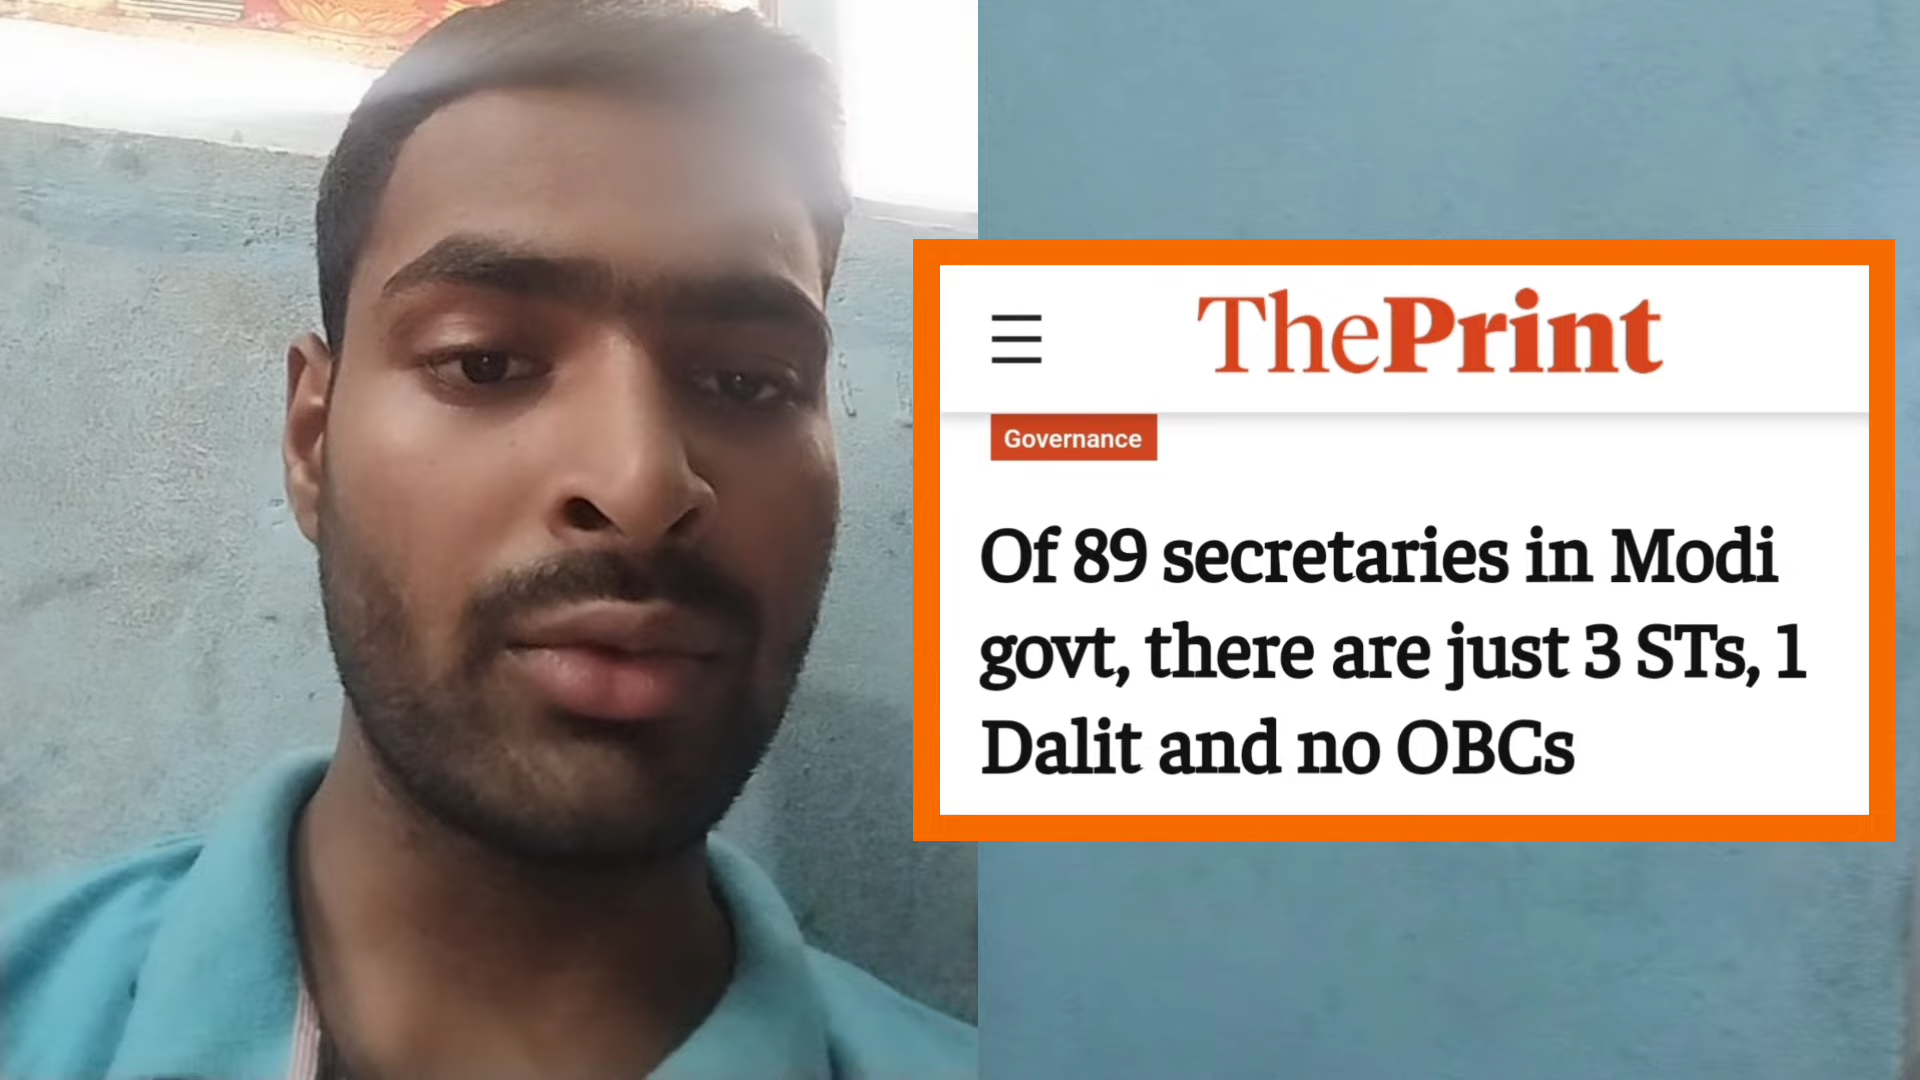 ThePrint
Governance
Of 89 secretaries in Modi
govt, there are just 3 STs, 1
Dalit and no OBCs